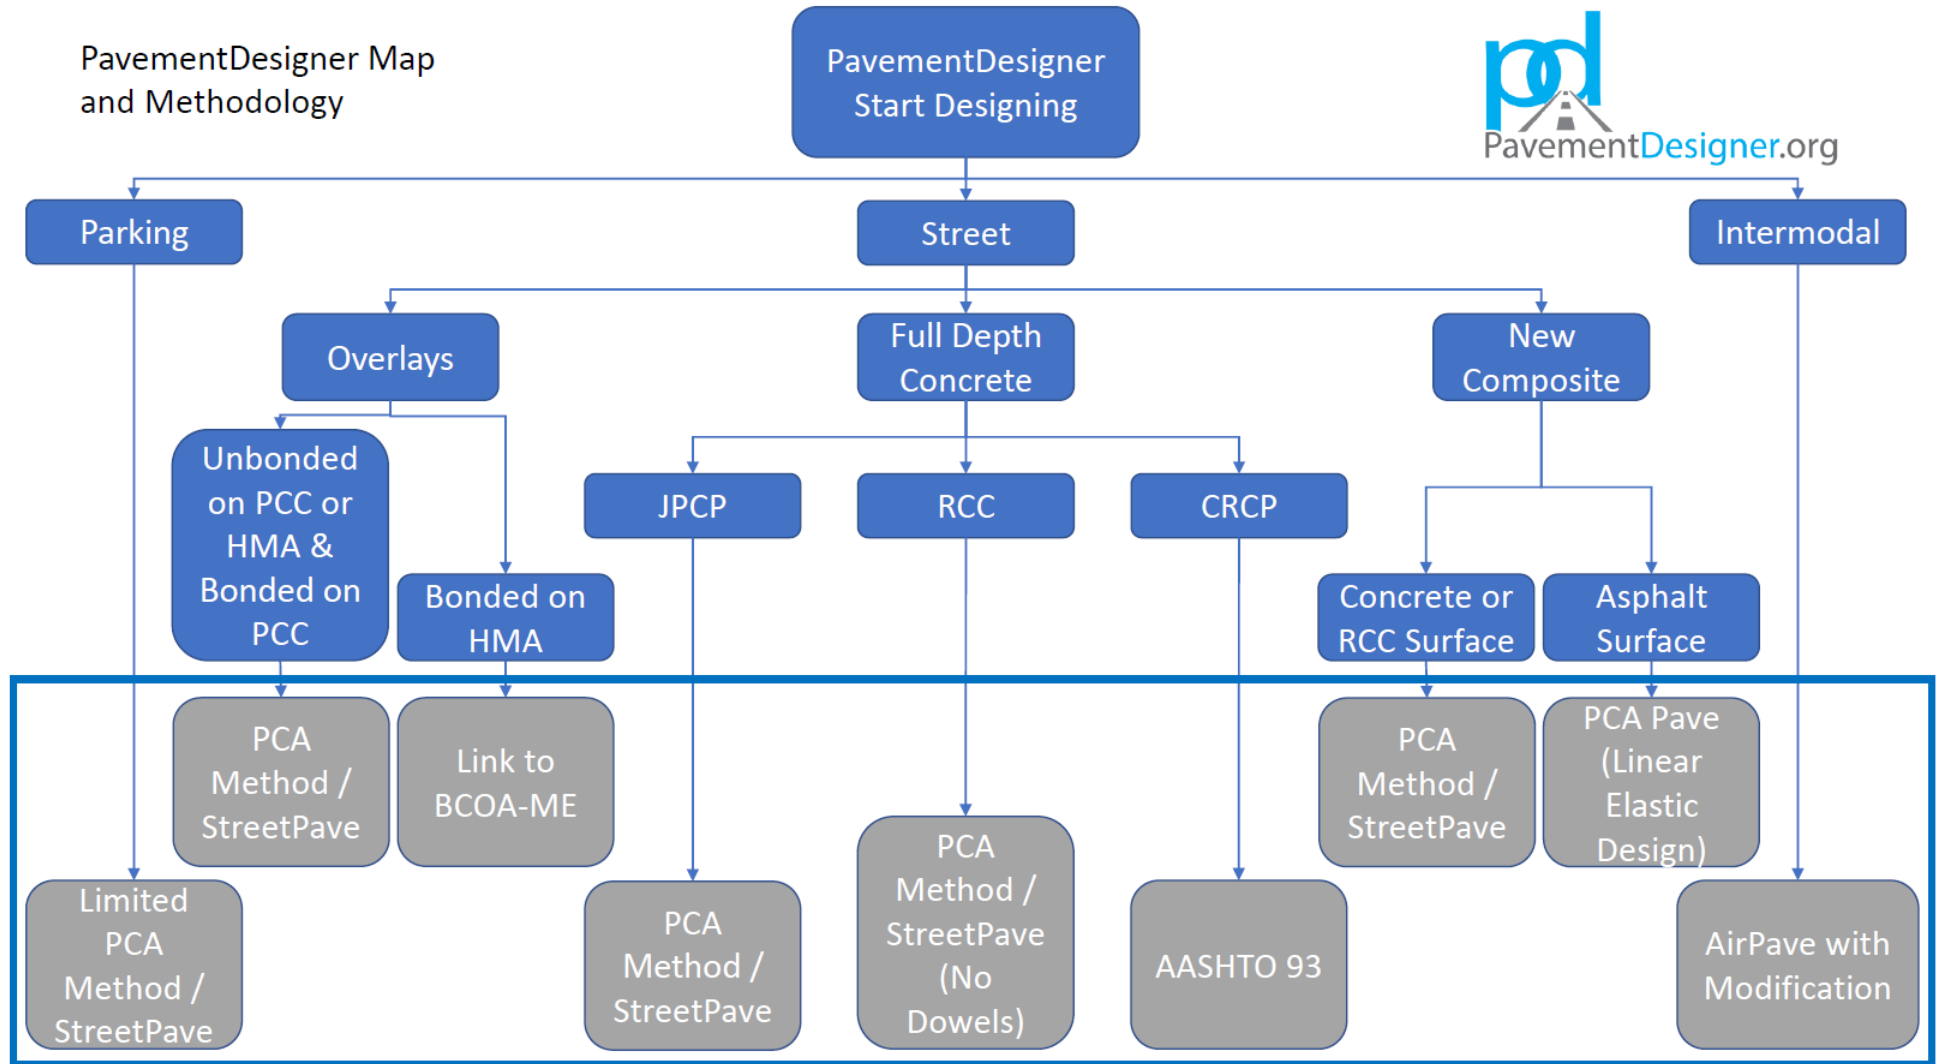 PavementDesigner Map
and Methodology
PavementDesigner
Start Designing
pd
PavementDesigner.org
Parking
Street
Intermodal
Overlays
Full Depth
Concrete
New
Composite
Unbonded
on PCC or
HMA &
Bonded on
PCC
Bonded on
HMA
JPCP
RCC
CRCP
Concrete or
RCC Surface
Asphalt
Surface
PCA
Method /
StreetPave
Link to
BCOA-ME
PCA
Method /
StreetPave
PCA Pave
(Linear
Elastic
Design)
Limited
PCA
Method /
StreetPave
PCA
Method /
StreetPave
PCA
Method /
StreetPave
(No
Dowels)
AASHTO 93
AirPave with
Modification